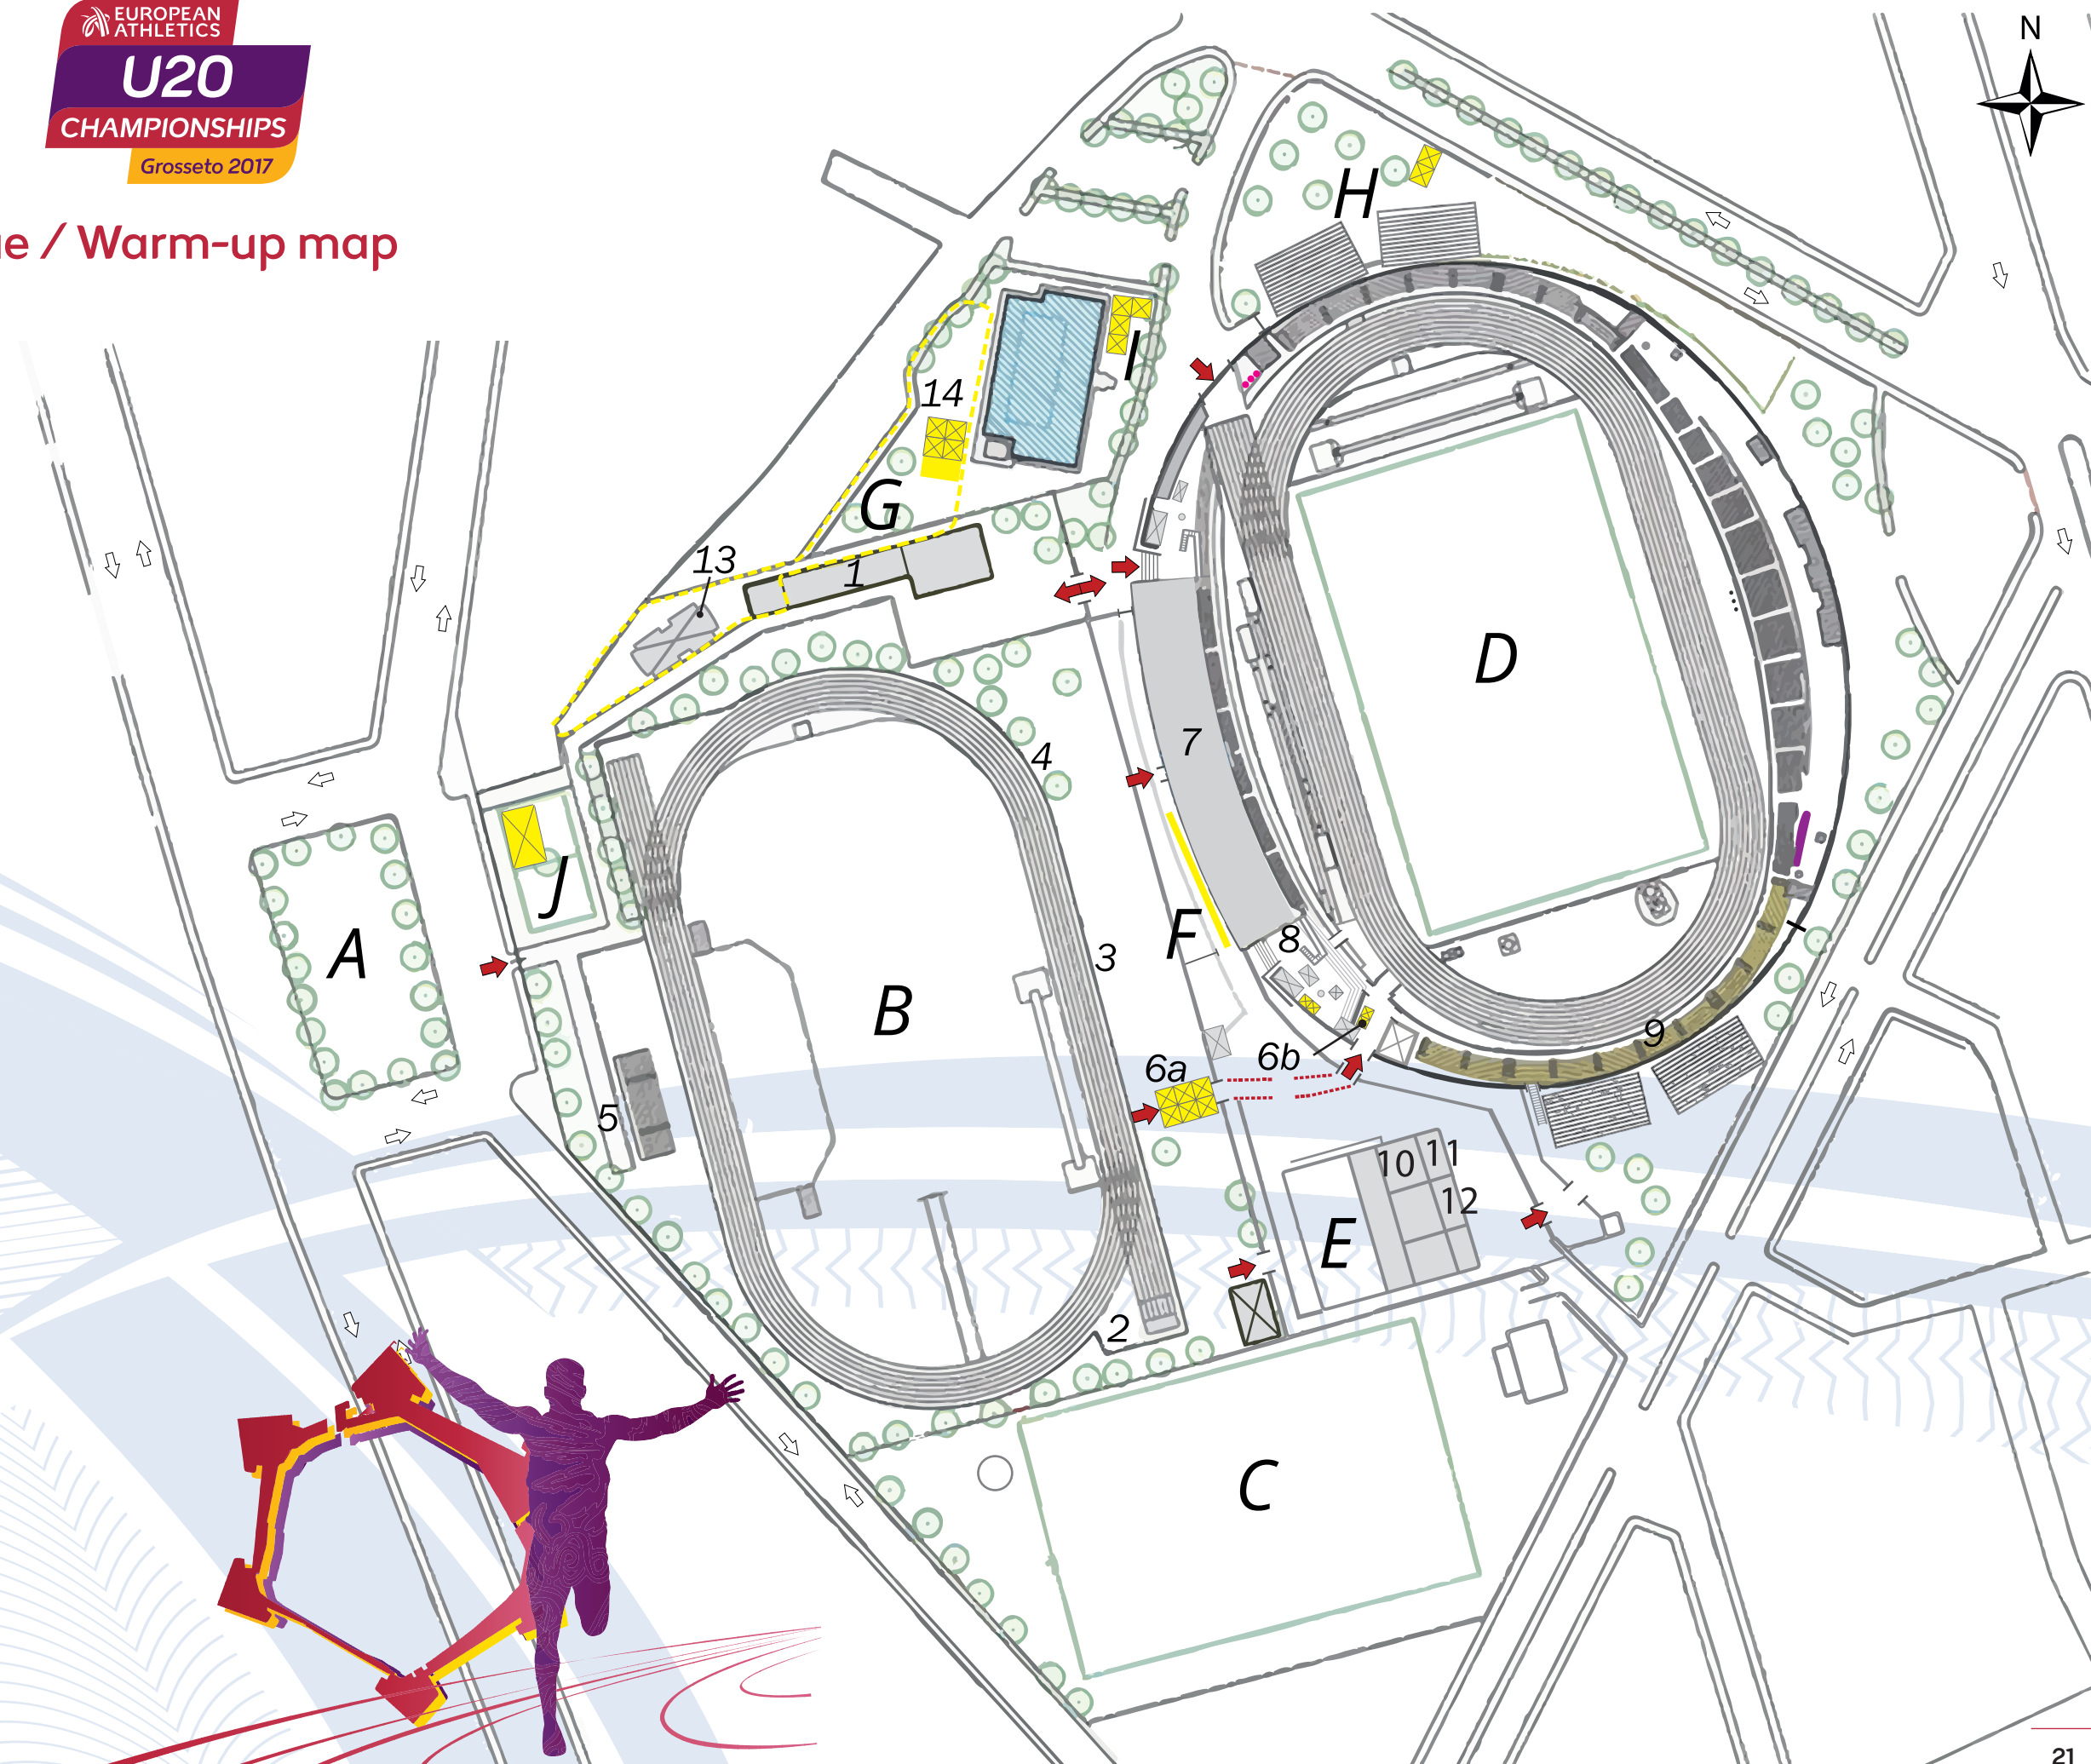 EUROPEAN
ATHLETICS
U20
CHAMPIONSHIPS
Grosseto 2017
/ Warm-up map
N
H
I
14
G
13
1
D
7
4
J
A
F
3
8
B
9
6b
6a
5
10
11
12
E
2
C
21